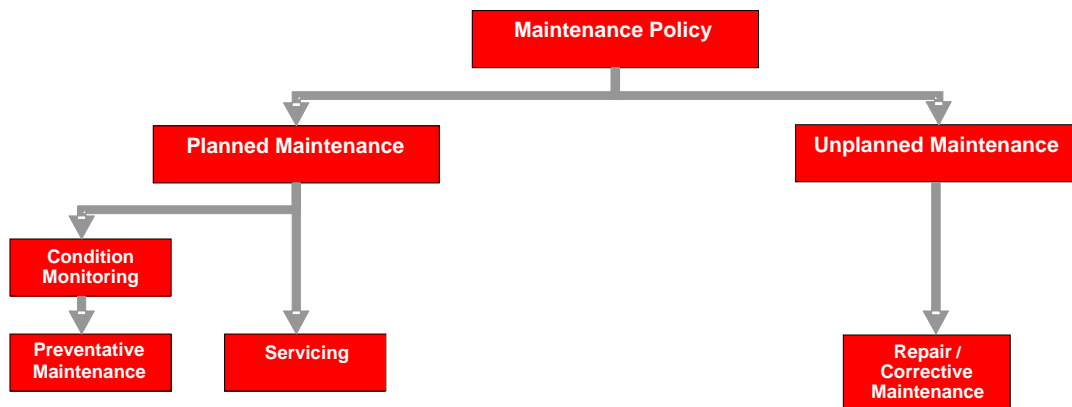 Maintenance Policy
Planned Maintenance
Unplanned Maintenance
Condition
Monitoring
Preventative
Maintenance
Servicing
Repair /
Corrective
Maintenance